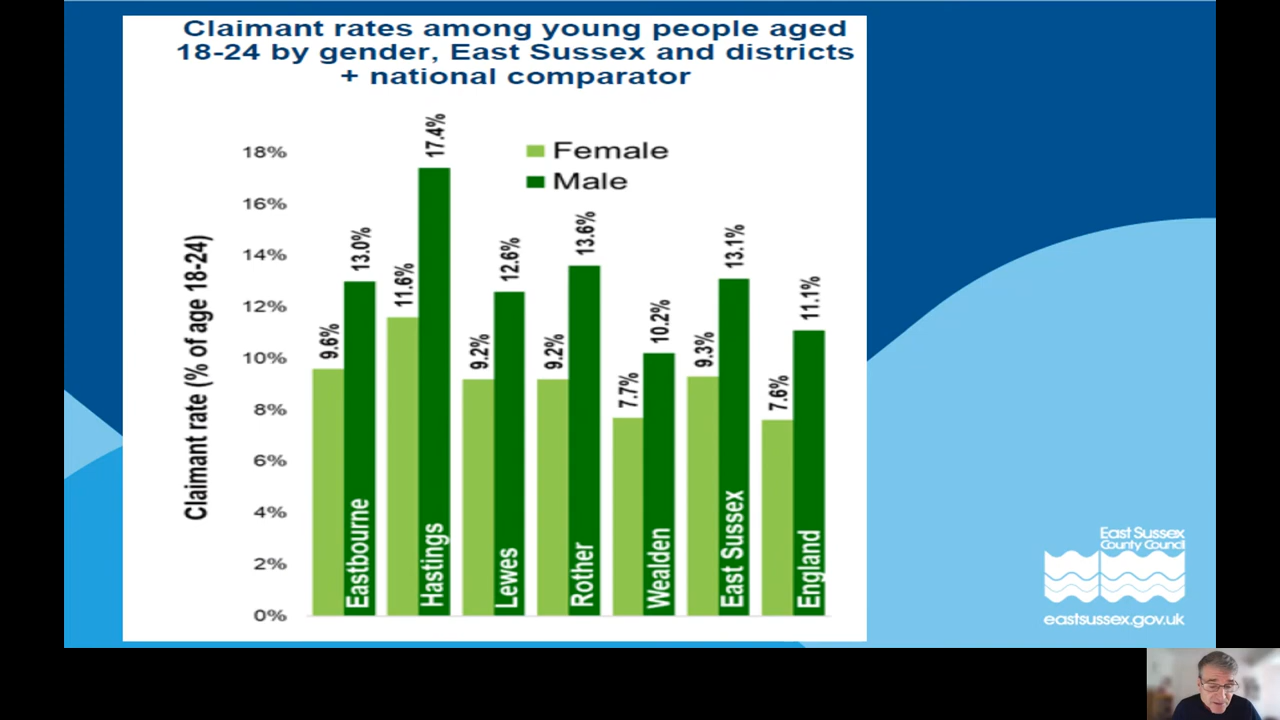 Claimant rates among young people aged
18-24 by gender, East Sussex and districts
+ national comparator
Female
Male
Claimant rate (% of age 18-24)
18%
16%
14%
12%
10%
8%
6%
4%
2%
0%
9.6%
13.0%
Eastbourne
11.6%
17.4%
Hastings
9.2%
12.6%
Lewes
9.2%
13.6%
Rother
7.7%
10.2%
Wealden
9.3%
13.1%
East Sussex
7.6%
11.1%
England
East Sussex
County Council
eastsussex.gov.uk